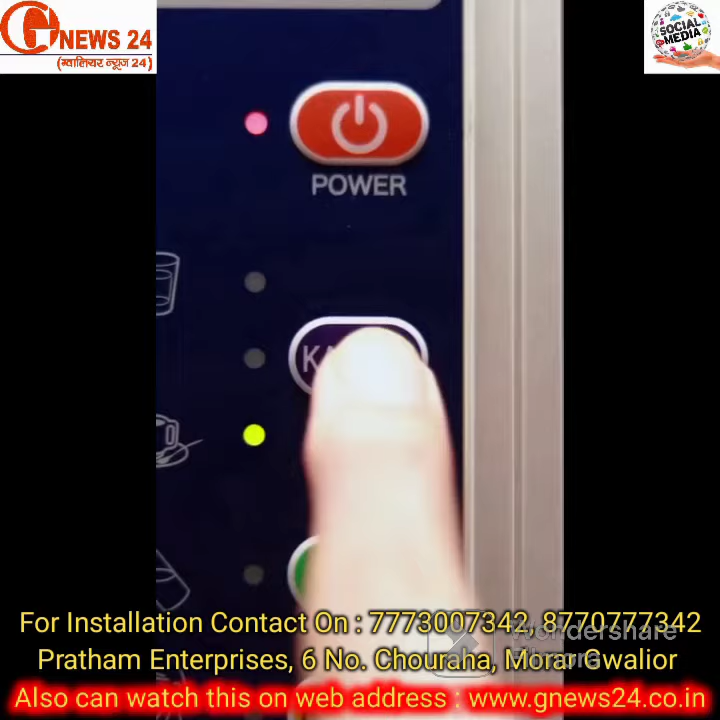 GNEWS 24
(ग्वालियर न्यूज 24)
SOCIAL
MEDIA
POWER
For Installation Contact On : 7773007342, 8770777342
Wondershare
Filmora
Pratham Enterprises, 6 No. Chouraha, Morar Gwalior
Also can watch this on web address : www.gnews24.co.in